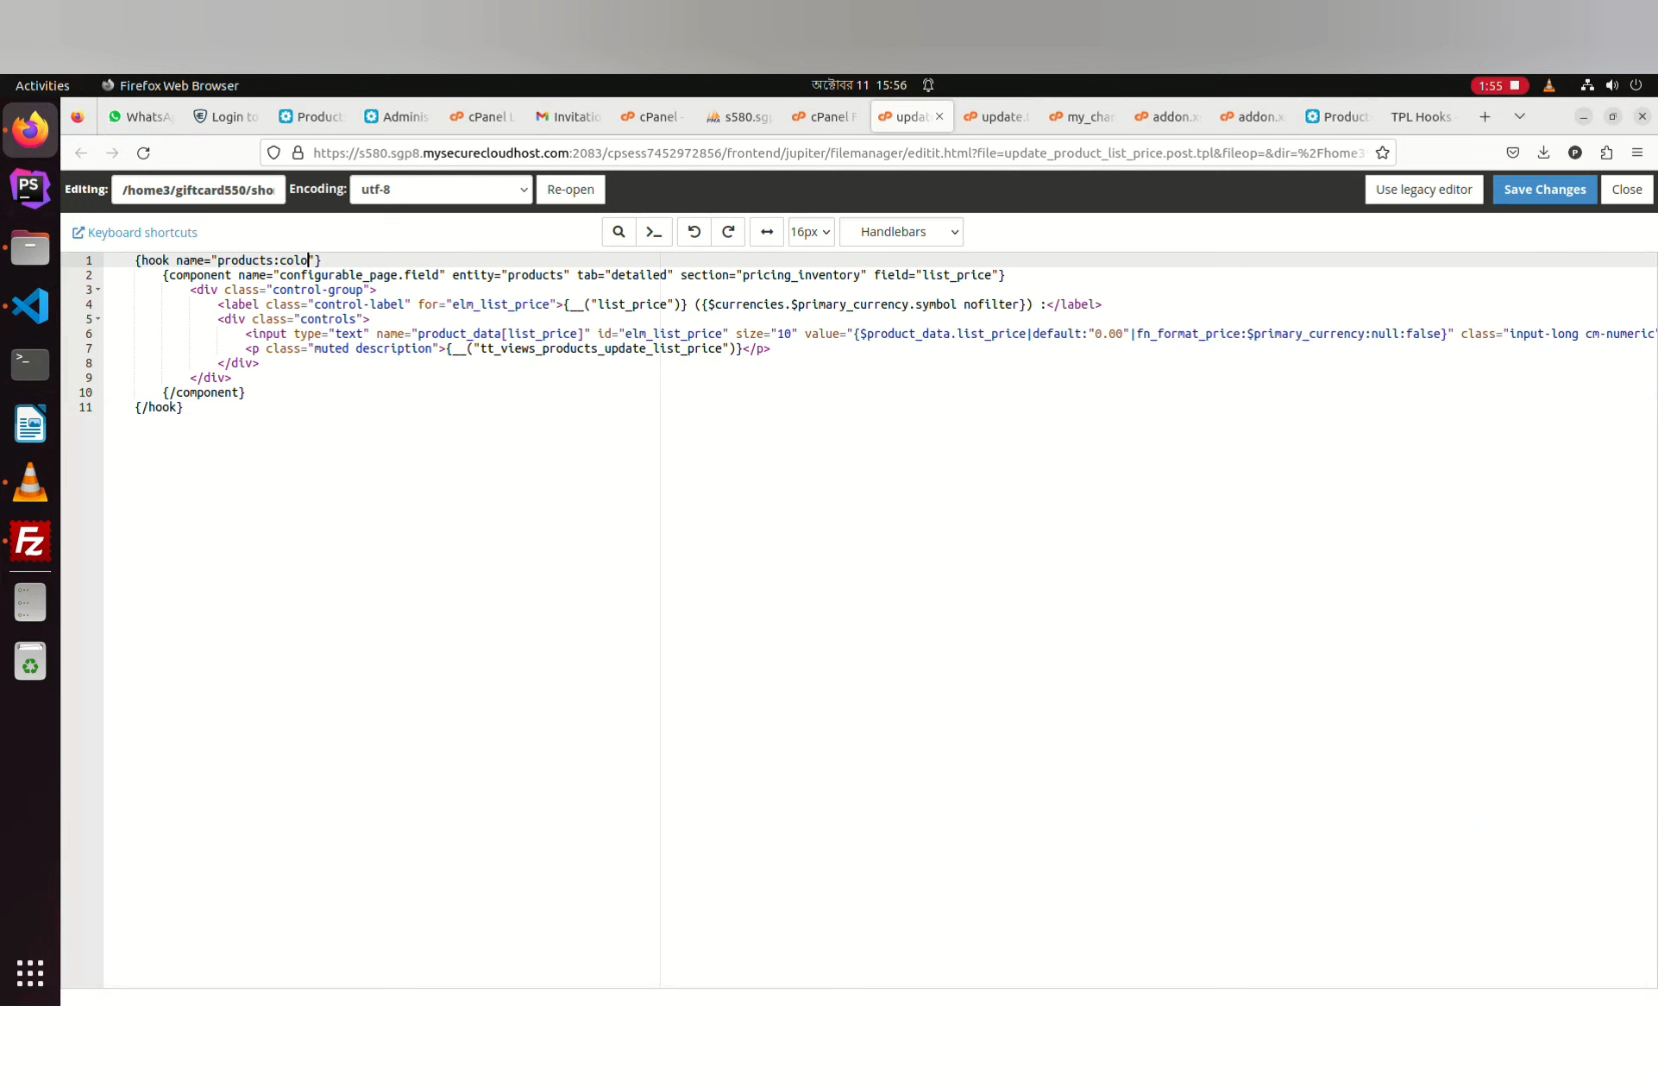 Activities Firefox Web Browser অক্টোবর 11 15:56 1:55
WhatsA Login to Product Adminis cPanel L Invitatio cPanel - s580.sg cPanel F updat update. my_char addon.x addon.x Product TPL Hooks
https://s580.sgp8.mysecurecloudhost.com:2083/cpsess7452972856/frontend/jupiter/filemanager/editit.html?file=update_product_list_price.post.tpl&fileop=&dir=%2Fhome3
Editing: /home3/giftcard550/sho Encoding: utf-8 Re-open Use legacy editor Save Changes Close
Keyboard shortcuts 16px Handlebars
1 {hook name="products:colo"}
2 {component name="configurable_page.field" entity="products" tab="detailed" section="pricing_inventory" field="list_price"}
3 <div class="control-group">
4 <label class="control-label" for="elm_list_price">{__("list_price")} ({$currencies.$primary_currency.symbol nofilter}) :</label>
5 <div class="controls">
6 <input type="text" name="product_data[list_price]" id="elm_list_price" size="10" value="{$product_data.list_price|default:"0.00"|fn_format_price:$primary_currency:null:false}" class="input-long cm-numeric"
7 <p class="muted description">{__("tt_views_products_update_list_price")}</p>
8 </div>
9 </div>
10 {/component}
11 {/hook}
PS
FZ